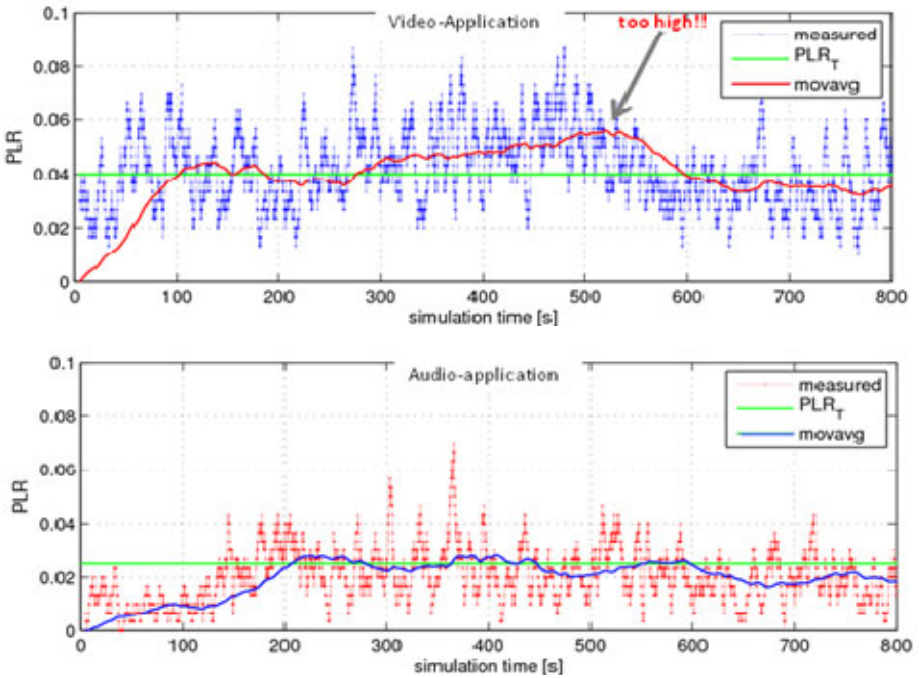 Video-Application
too high!!
measured
PLR_T
movavg
PLR
0.1
0.08
0.06
0.04
0.02
0
0 100 200 300 400 500 600 700 800
simulation time [s]
Audio-application
measured
PLR_T
movavg
PLR
0.1
0.08
0.06
0.04
0.02
0
0 100 200 300 400 500 600 700 800
simulation time [s]